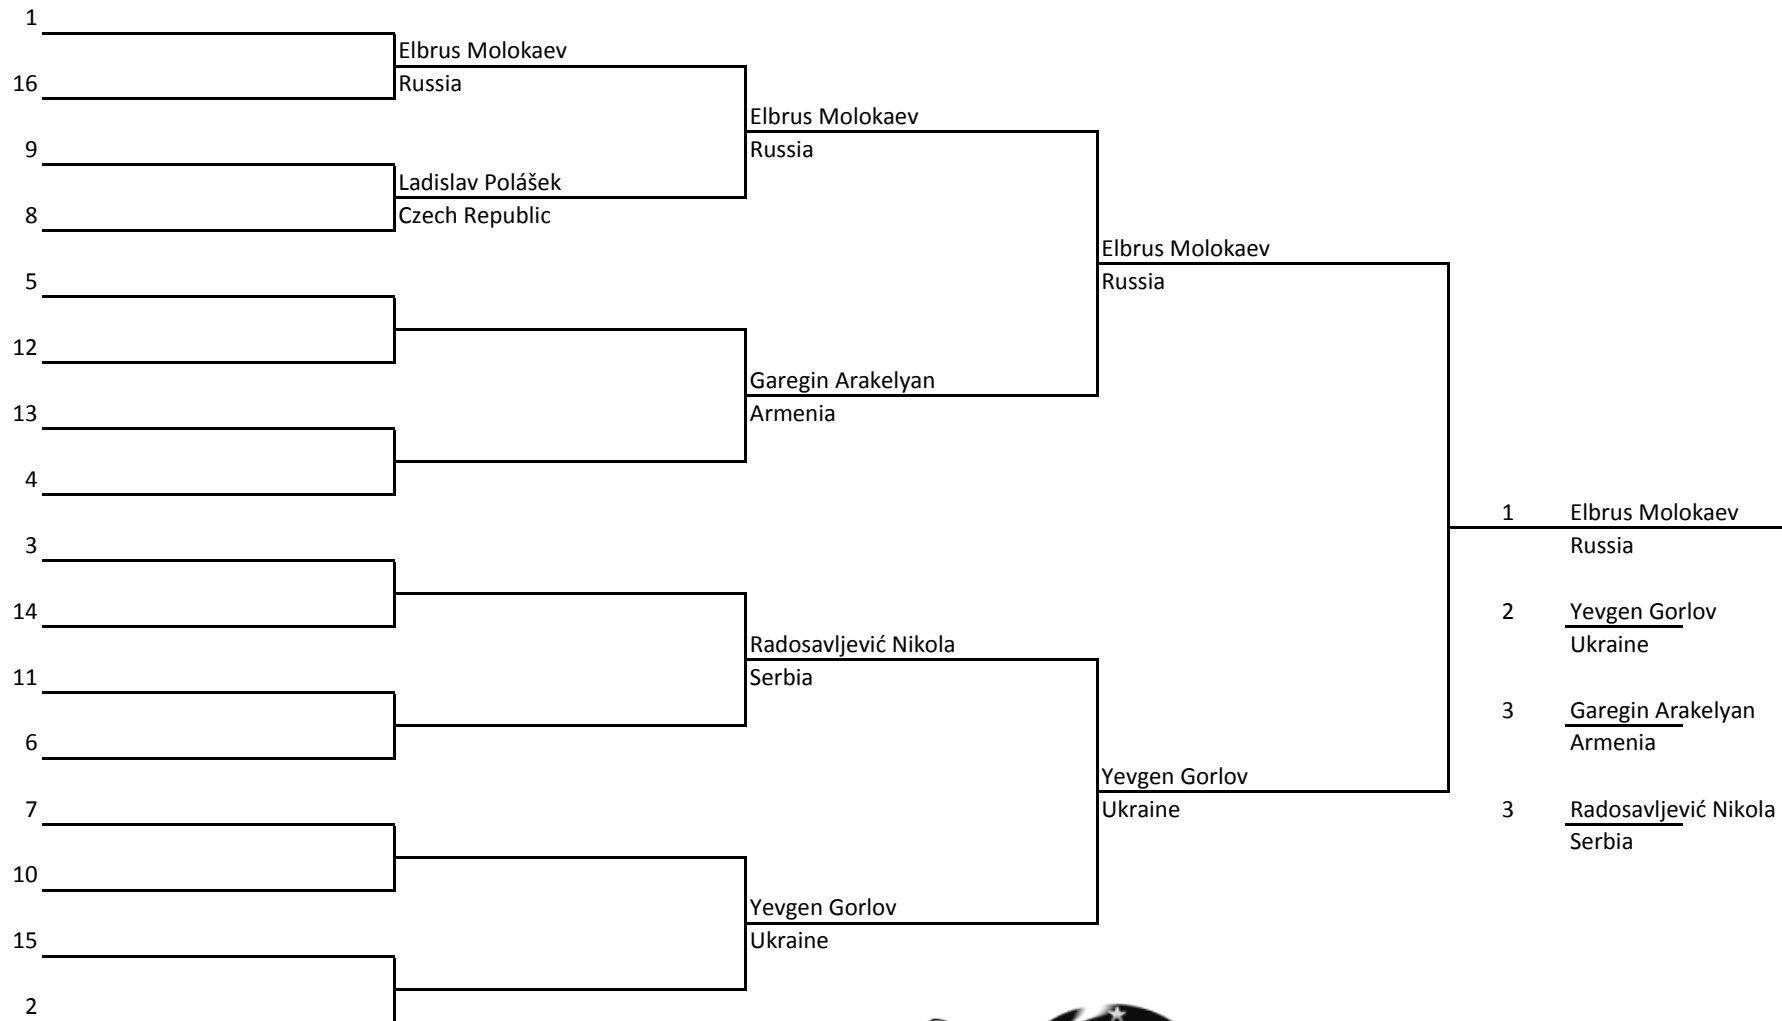 1
Elbrus Molokaev
16
Russia
Elbrus Molokaev
9
Russia
Ladislav Polášek
8
Czech Republic
Elbrus Molokaev
5
Russia
12
Garegin Arakelyan
13
Armenia
4
1 Elbrus Molokaev
3
Russia
14
2 Yevgen Gorlov
Radosavljević Nikola
Ukraine
11
Serbia
3 Garegin Arakelyan
6
Armenia
Yevgen Gorlov
7
Ukraine
3 Radosavljević Nikola
Serbia
10
Yevgen Gorlov
15
Ukraine
2